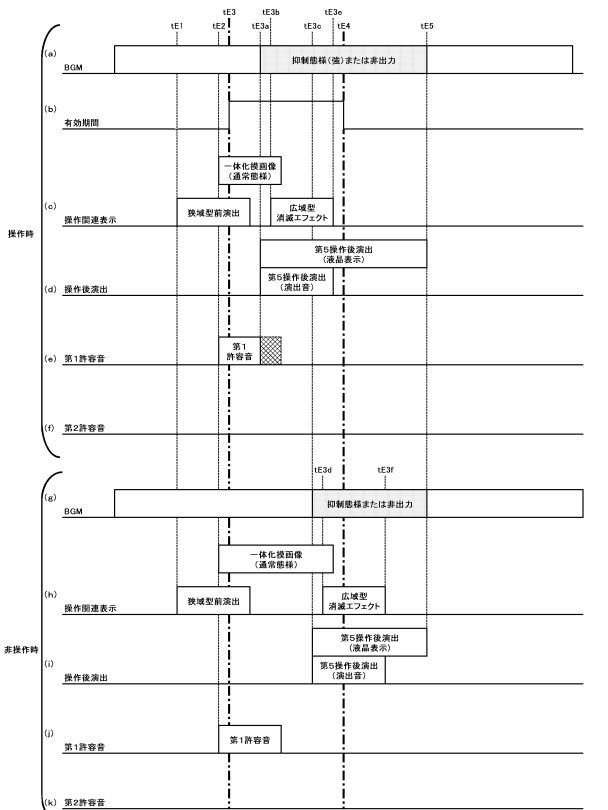 tE3 tE3b tE3e
tE1 tE2 tE3a tE3c tE4 tE5
操作時
(a) BGM
抑制態様(強)または非出力
(b) 有効期間
一体化摸画像
(通常態様)
(c) 操作関連表示
狭域型前演出
広域型
消滅エフェクト
第5操作後演出
(液晶表示)
(d) 操作後演出
第5操作後演出
(演出音)
(e) 第1許容音
第1
許容音
(f) 第2許容音
tE3d tE3f
非操作時
(g) BGM
抑制態様または非出力
一体化摸画像
(通常態様)
(h) 操作関連表示
狭域型前演出
広域型
消滅エフェクト
第5操作後演出
(液晶表示)
(i) 操作後演出
第5操作後演出
(演出音)
(j) 第1許容音
第1許容音
(k) 第2許容音